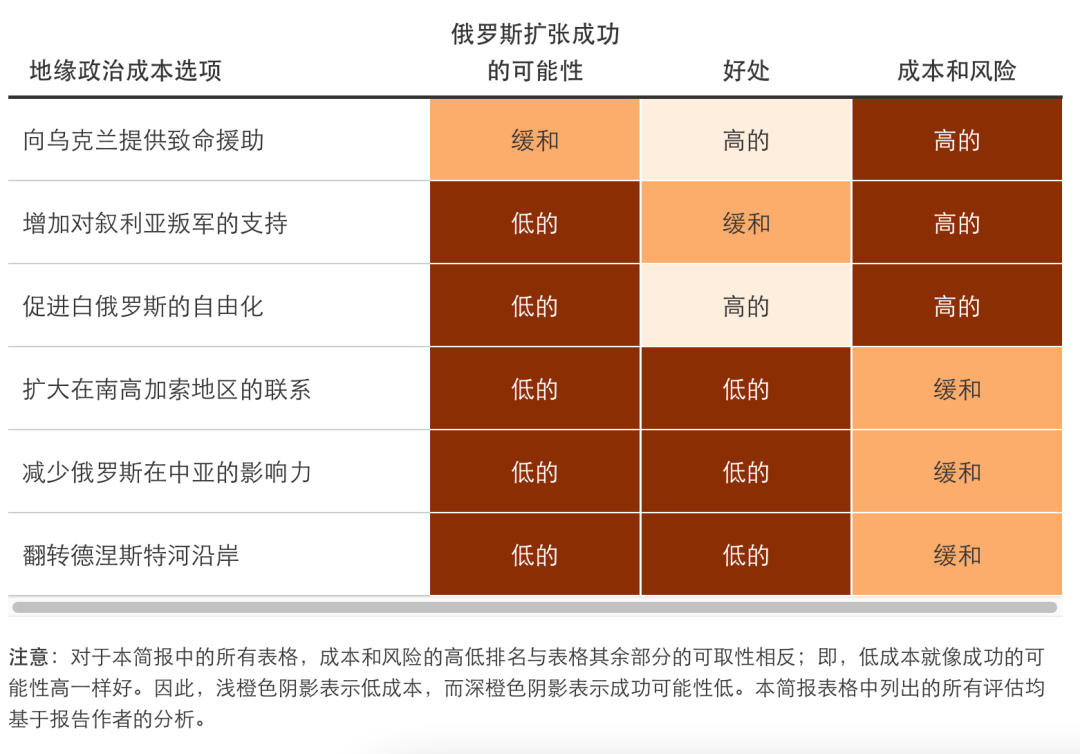 俄罗斯扩张成功
地缘政治成本选项 的可能性 好处 成本和风险
向乌克兰提供致命援助 缓和 高的 高的
增加对叙利亚叛军的支持 低的 缓和 高的
促进白俄罗斯的自由化 低的 高的 高的
扩大在南高加索地区的联系 低的 低的 缓和
减少俄罗斯在中亚的影响力 低的 低的 缓和
翻转德涅斯特河沿岸 低的 低的 缓和
注意：对于本简报中的所有表格，成本和风险的高低排名与表格其余部分的可取性相反；即，低成本就像成功的可
能性高一样好。因此，浅橙色阴影表示低成本，而深橙色阴影表示成功可能性低。本简报表格中列出的所有评估均
基于报告作者的分析。